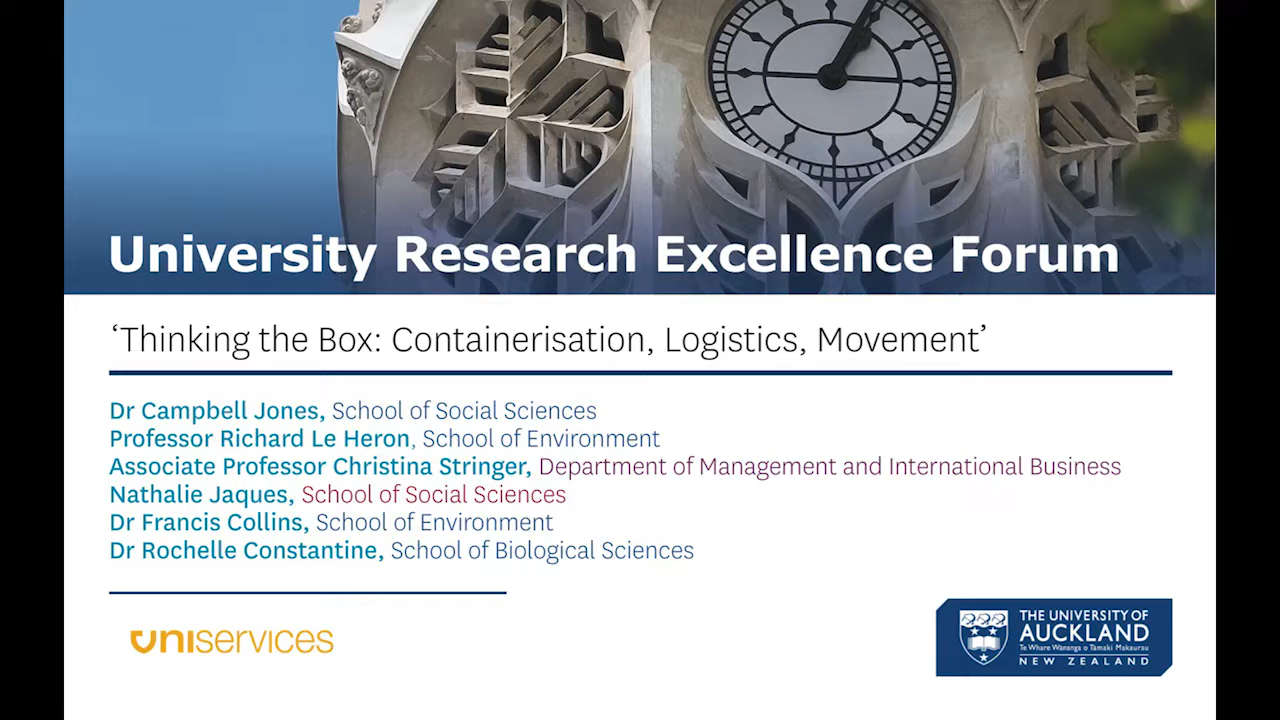 University Research Excellence Forum
‘Thinking the Box: Containerisation, Logistics, Movement’
Dr Campbell Jones, School of Social Sciences
Professor Richard Le Heron, School of Environment
Associate Professor Christina Stringer, Department of Management and International Business
Nathalie Jaques, School of Social Sciences
Dr Francis Collins, School of Environment
Dr Rochelle Constantine, School of Biological Sciences
uniservices
THE UNIVERSITY OF
AUCKLAND
Te Whare Wānanga o Tāmaki Makaurau
NEW ZEALAND